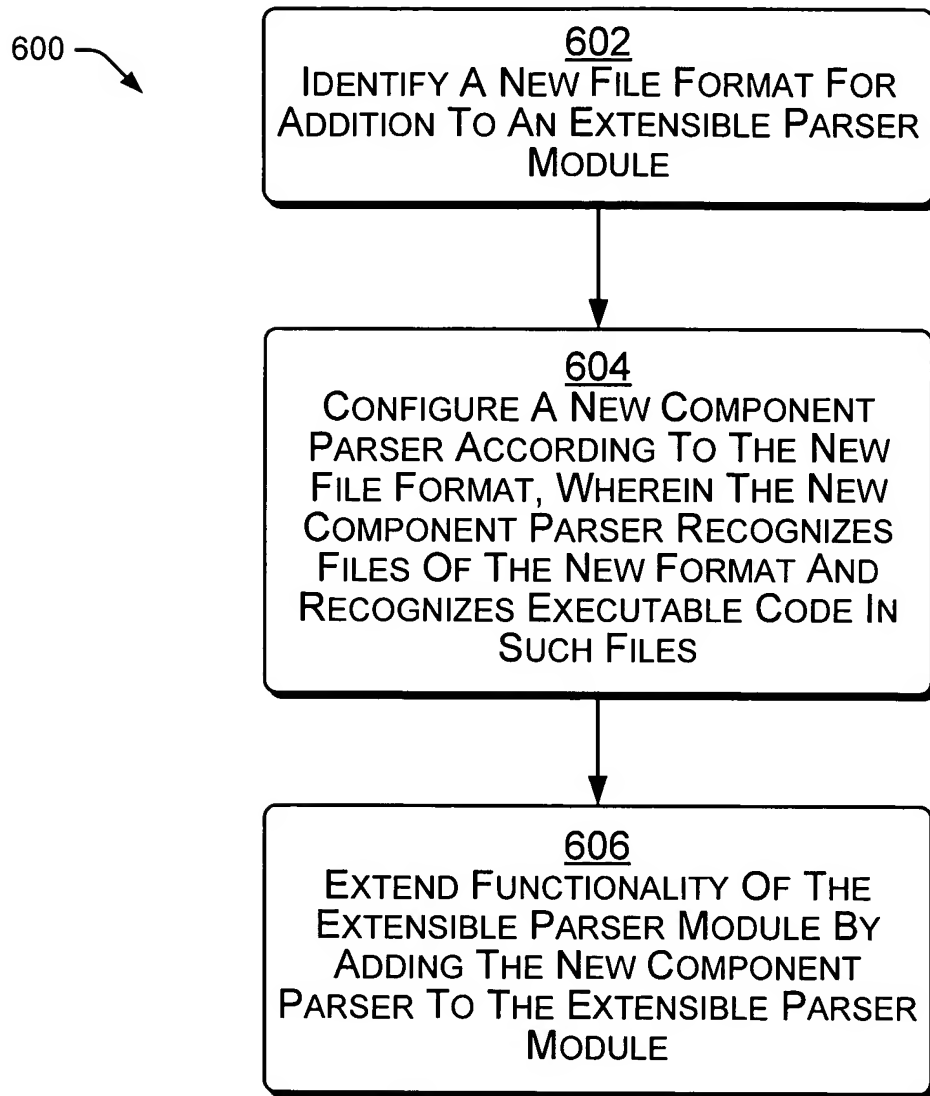 600
602
IDENTIFY A NEW FILE FORMAT FOR
ADDITION TO AN EXTENSIBLE PARSER
MODULE
604
CONFIGURE A NEW COMPONENT
PARSER ACCORDING TO THE NEW
FILE FORMAT, WHEREIN THE NEW
COMPONENT PARSER RECOGNIZES
FILES OF THE NEW FORMAT AND
RECOGNIZES EXECUTABLE CODE IN
SUCH FILES
606
EXTEND FUNCTIONALITY OF THE
EXTENSIBLE PARSER MODULE BY
ADDING THE NEW COMPONENT
PARSER TO THE EXTENSIBLE PARSER
MODULE